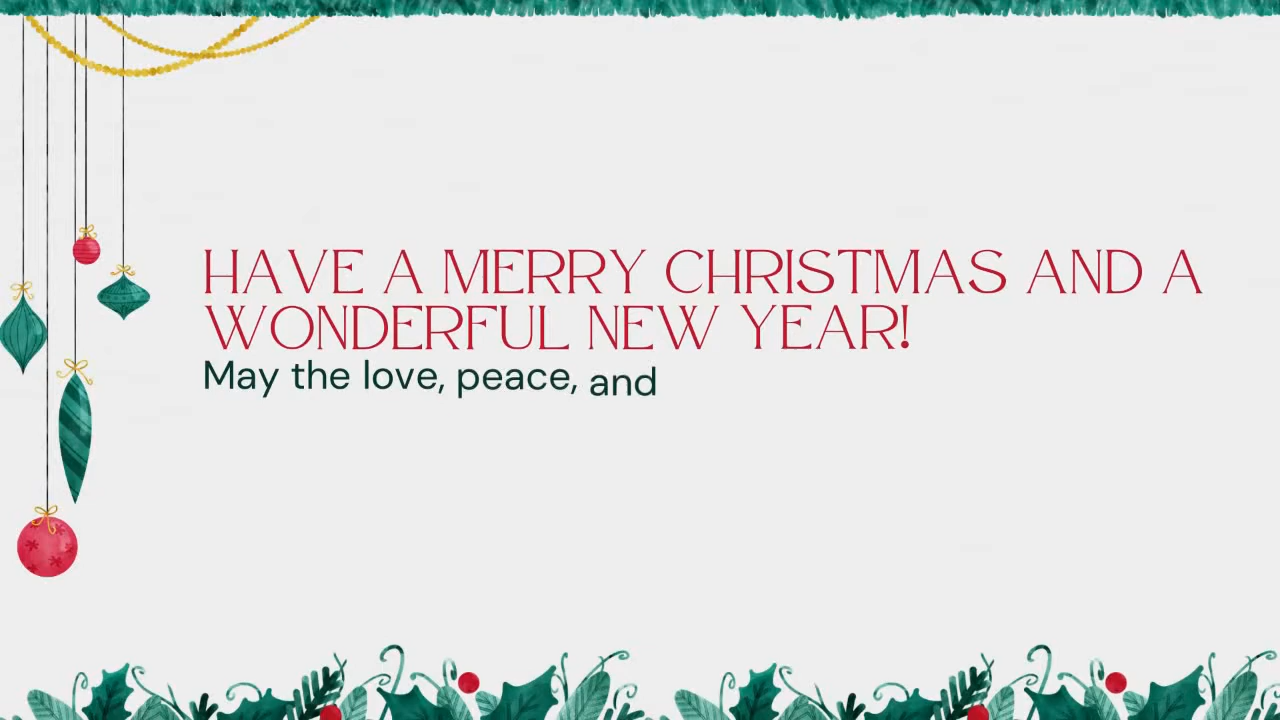 HAVE A MERRY CHRISTMAS AND A
WONDERFUL NEW YEAR!
May the love, peace, and